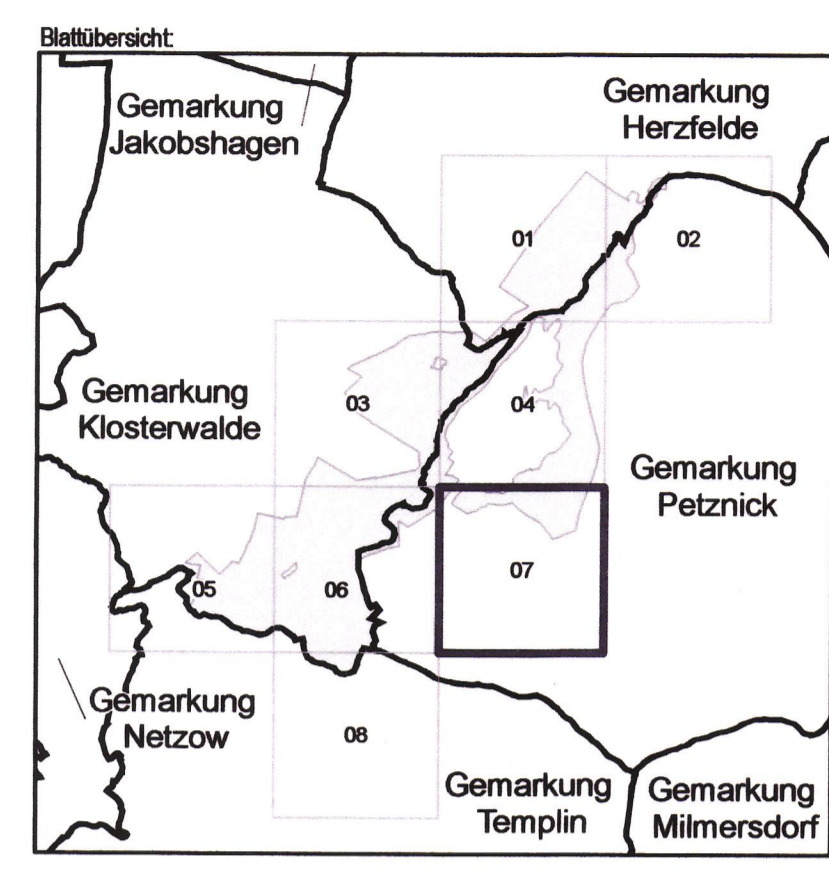 Blattübersicht:
Gemarkung
Jakobshagen
Gemarkung
Herzfelde
01
02
Gemarkung
Klosterwalde
03
04
Gemarkung
Petznick
05
06
07
Gemarkung
Netzow
08
Gemarkung
Templin
Gemarkung
Milmersdorf